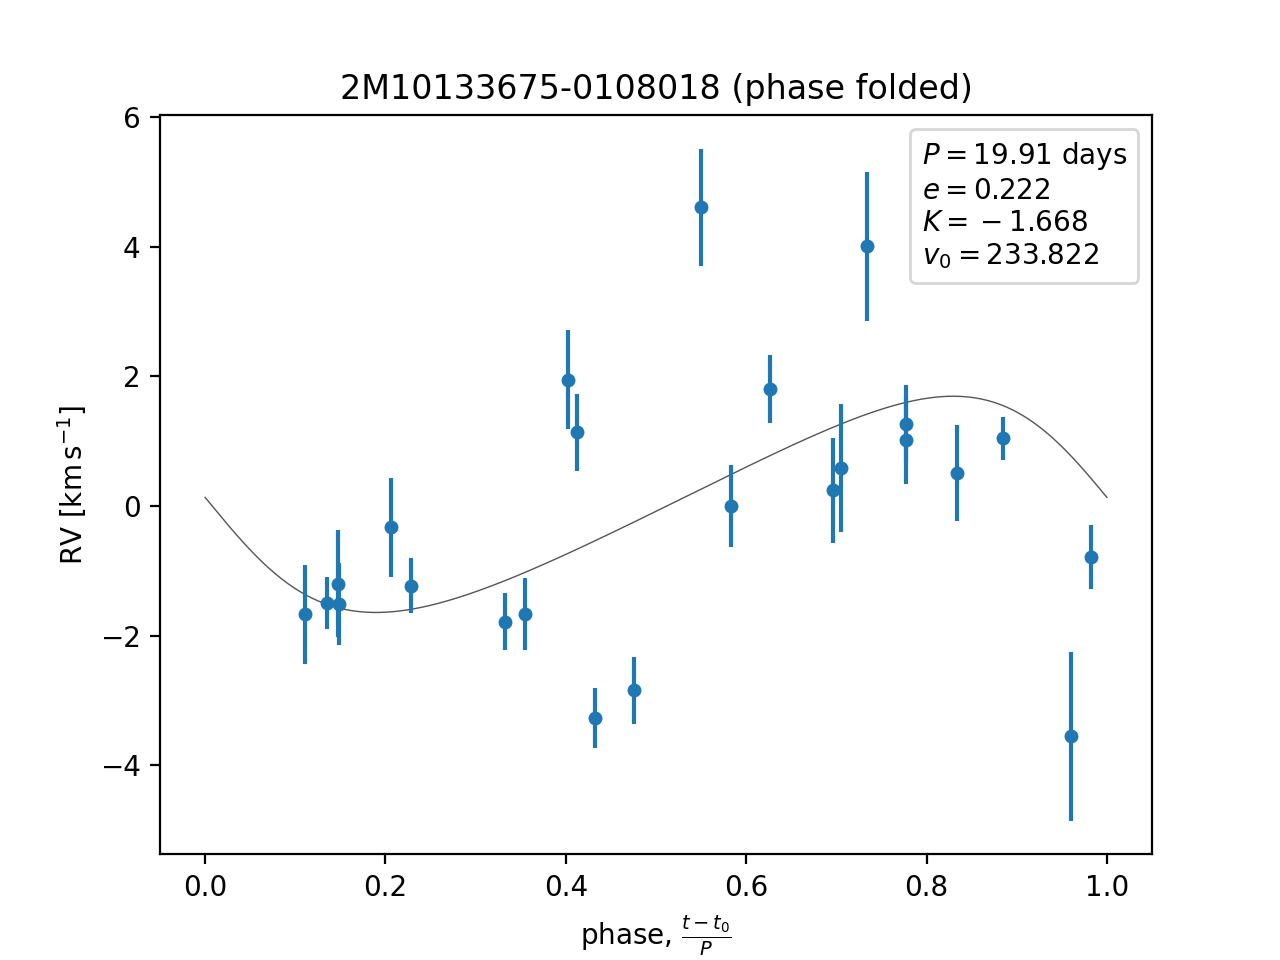 2M10133675-0108018 (phase folded)
P = 19.91 days
e = 0.222
K = −1.668
v₀ = 233.822
6
4
2
0
−2
−4
RV [km s⁻¹]
0.0 0.2 0.4 0.6 0.8 1.0
phase, (t − t₀)/P